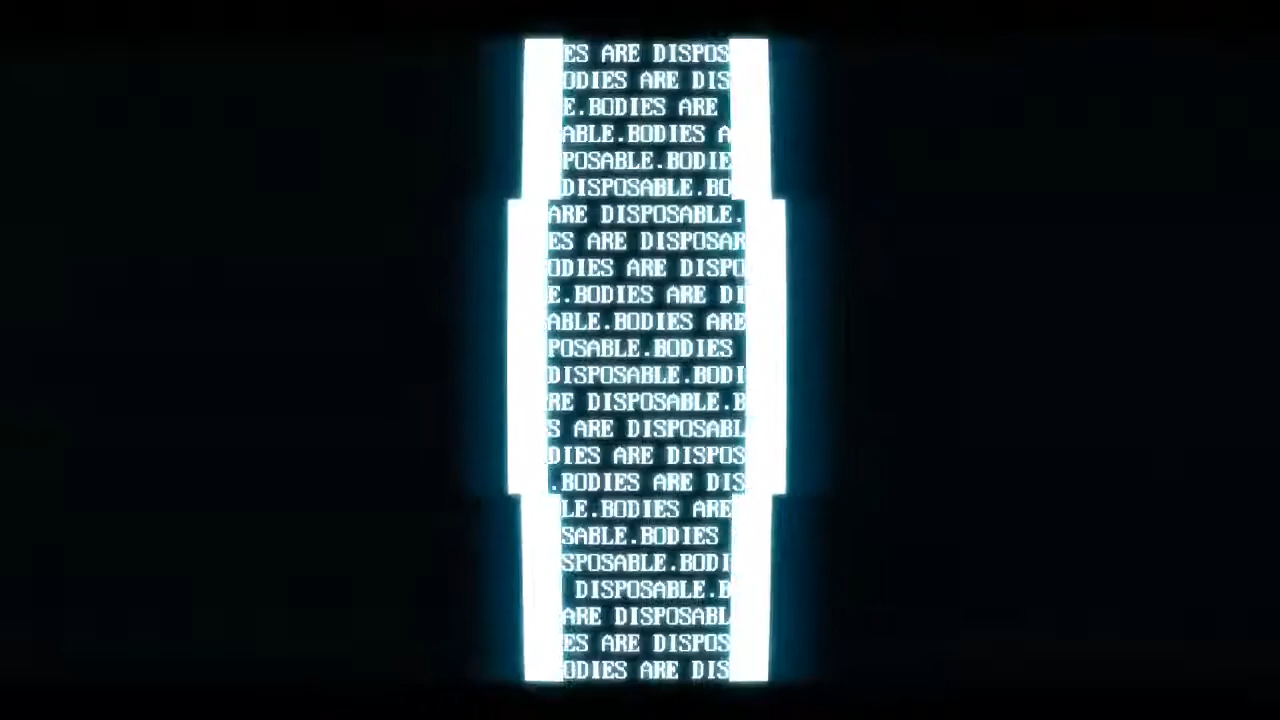 ES ARE DISPOS
ODIES ARE DIS
E.BODIES ARE
ABLE.BODIES A
POSABLE.BODIE
DISPOSABLE.BO
ARE DISPOSABLE.
ES ARE DISPOSAR
ODIES ARE DISPO
E.BODIES ARE DI
ABLE.BODIES ARE
POSABLE.BODIES
DISPOSABLE.BODI
RE DISPOSABLE.B
S ARE DISPOSABL
DIES ARE DISPOS
.BODIES ARE DIS
LE.BODIES ARE
SABLE.BODIES
SPOSABLE.BODI
DISPOSABLE.B
ARE DISPOSABL
ES ARE DISPOS
ODIES ARE DIS